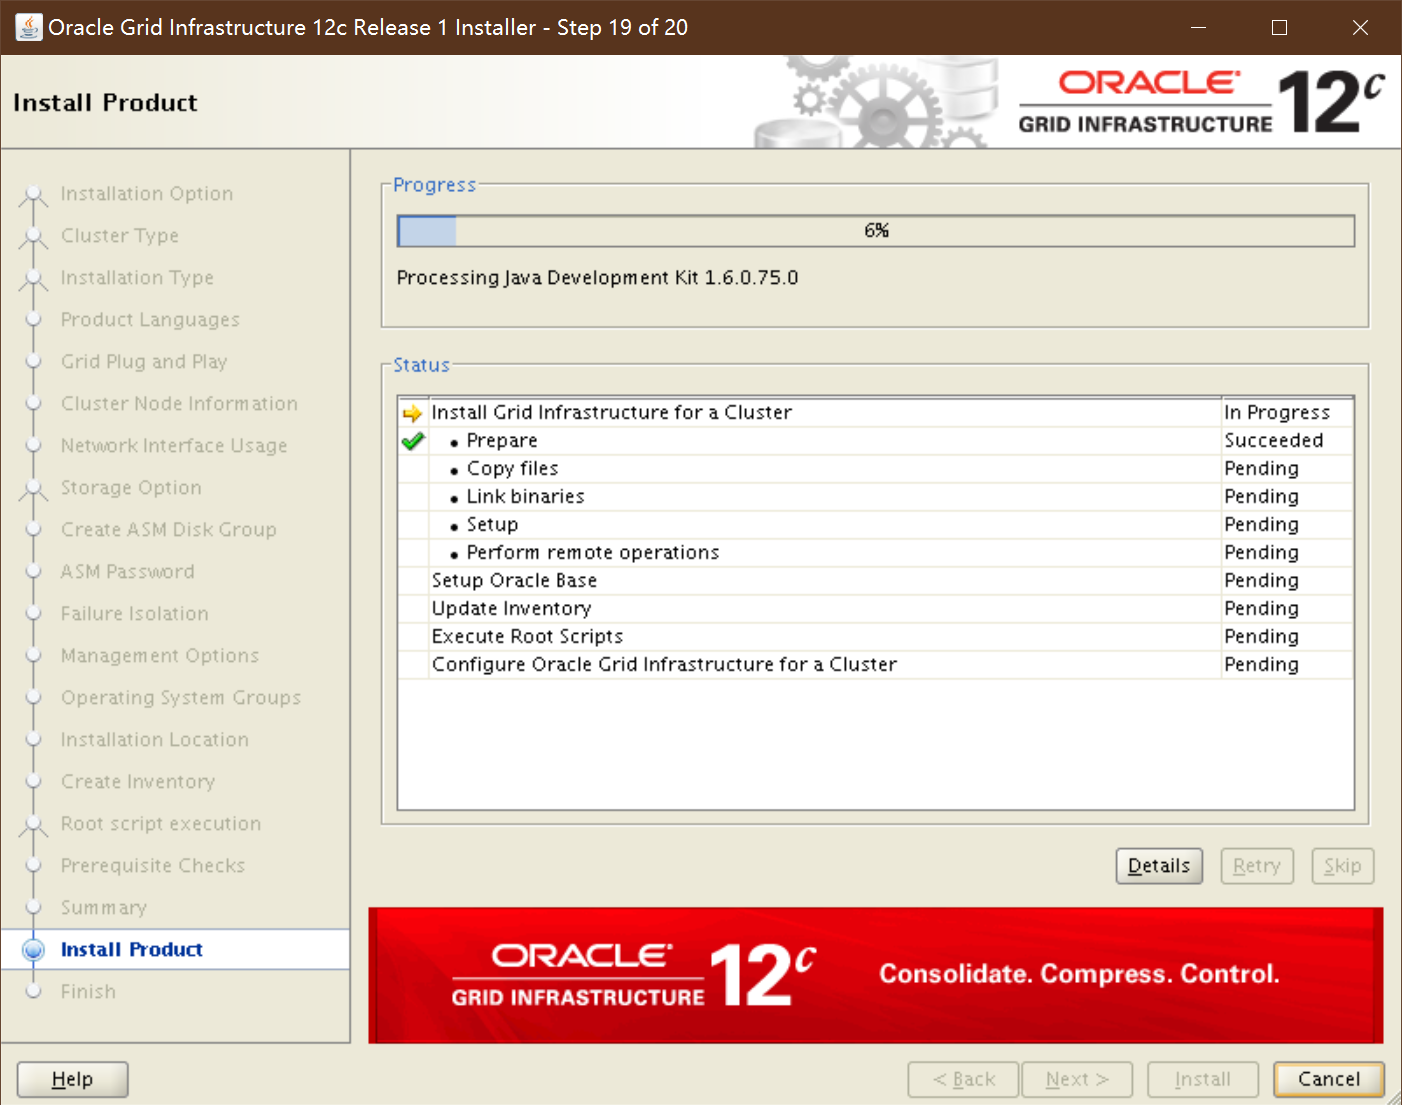 Oracle Grid Infrastructure 12c Release 1 Installer - Step 19 of 20
Install Product
ORACLE
GRID INFRASTRUCTURE
12c
Installation Option
Cluster Type
Installation Type
Product Languages
Grid Plug and Play
Cluster Node Information
Network Interface Usage
Storage Option
Create ASM Disk Group
ASM Password
Failure Isolation
Management Options
Operating System Groups
Installation Location
Create Inventory
Root script execution
Prerequisite Checks
Summary
Install Product
Finish
Progress
6%
Processing Java Development Kit 1.6.0.75.0
Status
Install Grid Infrastructure for a Cluster In Progress
• Prepare Succeeded
• Copy files Pending
• Link binaries Pending
• Setup Pending
• Perform remote operations Pending
Setup Oracle Base Pending
Update Inventory Pending
Execute Root Scripts Pending
Configure Oracle Grid Infrastructure for a Cluster Pending
Details Retry Skip
ORACLE
GRID INFRASTRUCTURE
12c
Consolidate. Compress. Control.
Help < Back Next > Install Cancel